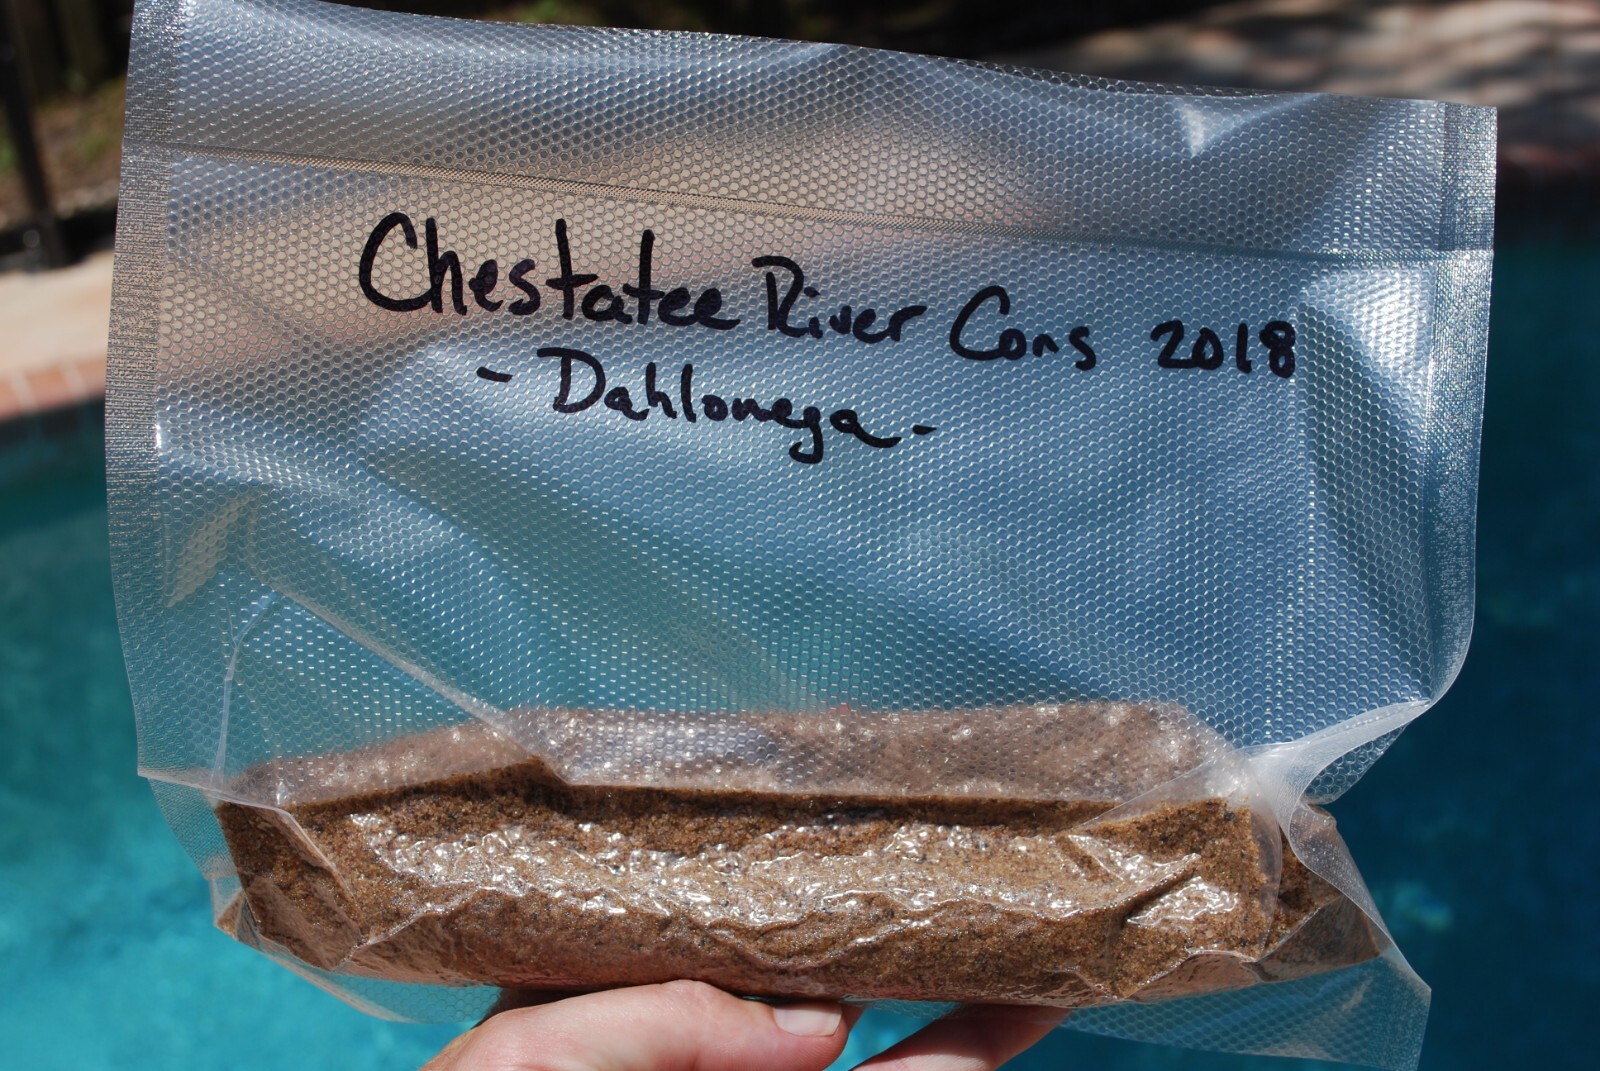 Chestatee River Cons 2018
- Dahlonega -